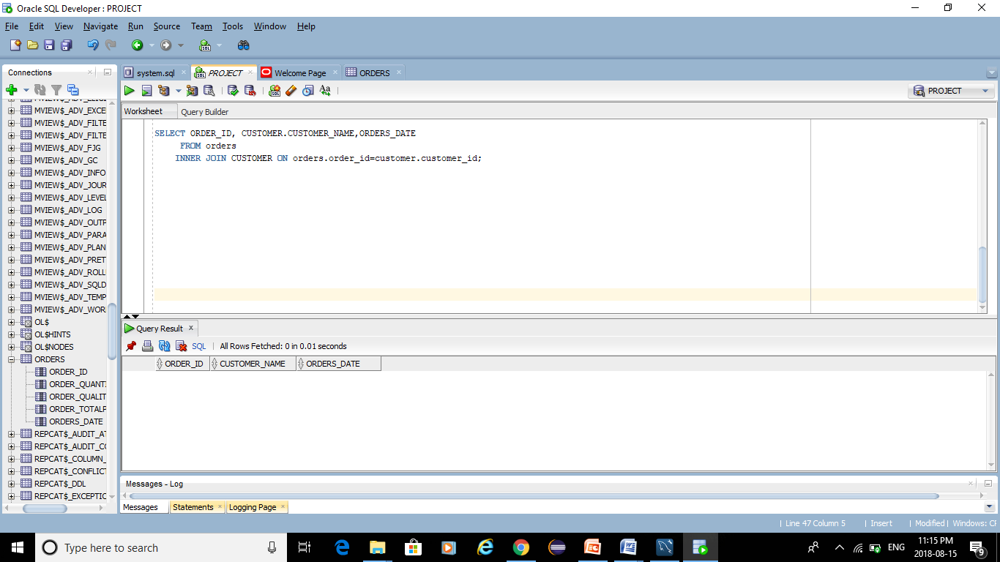 Oracle SQL Developer : PROJECT
File Edit View Navigate Run Source Team Tools Window Help
Connections
system.sql
PROJECT
Welcome Page
ORDERS
PROJECT
Worksheet
Query Builder
MVIEW$_ADV_EXCE
MVIEW$_ADV_FILTE
MVIEW$_ADV_FILTE
MVIEW$_ADV_FJG
MVIEW$_ADV_GC
MVIEW$_ADV_INFO
MVIEW$_ADV_JOUR
MVIEW$_ADV_LEVEL
MVIEW$_ADV_LOG
MVIEW$_ADV_OUTP
MVIEW$_ADV_PARA
MVIEW$_ADV_PLAN
MVIEW$_ADV_PRET
MVIEW$_ADV_ROLL
MVIEW$_ADV_SQLD
MVIEW$_ADV_TEMP
MVIEW$_ADV_WOR
OL$
OL$HINTS
OL$NODES
ORDERS
ORDER_ID
ORDER_QUANTI
ORDER_QUALIT
ORDER_TOTALP
ORDERS_DATE
REPCAT$_AUDIT_AT
REPCAT$_AUDIT_CO
REPCAT$_COLUMN_
REPCAT$_CONFLICT
REPCAT$_DDL
REPCAT$_EXCEPTIO
SELECT ORDER_ID, CUSTOMER.CUSTOMER_NAME,ORDERS_DATE
FROM orders
INNER JOIN CUSTOMER ON orders.order_id=customer.customer_id;
Query Result
SQL | All Rows Fetched: 0 in 0.01 seconds
ORDER_ID CUSTOMER_NAME ORDERS_DATE
Messages - Log
Messages Statements Logging Page
| Line 47 Column 5 | Insert | Modified | Windows: CF
Type here to search
ENG
11:15 PM
2018-08-15
9